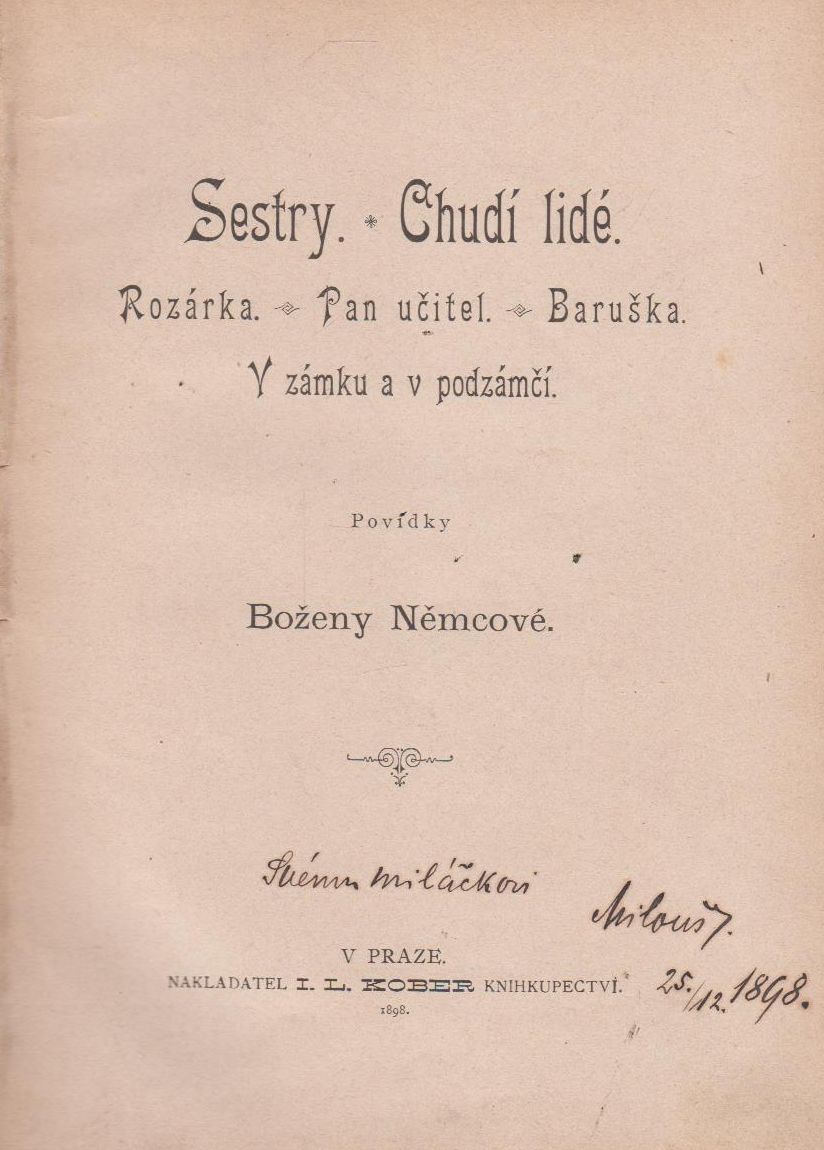 Sestry. * Chudí lidé.
Rozárka. Pan učitel. Baruška.
V zámku a v podzámčí.
Povídky
Boženy Němcové.
Svému miláčkovi
Milouš J.
V PRAZE.
NAKLADATEL I. L. KOBER KNIHKUPECTVÍ.
25./12. 1898.
1898.